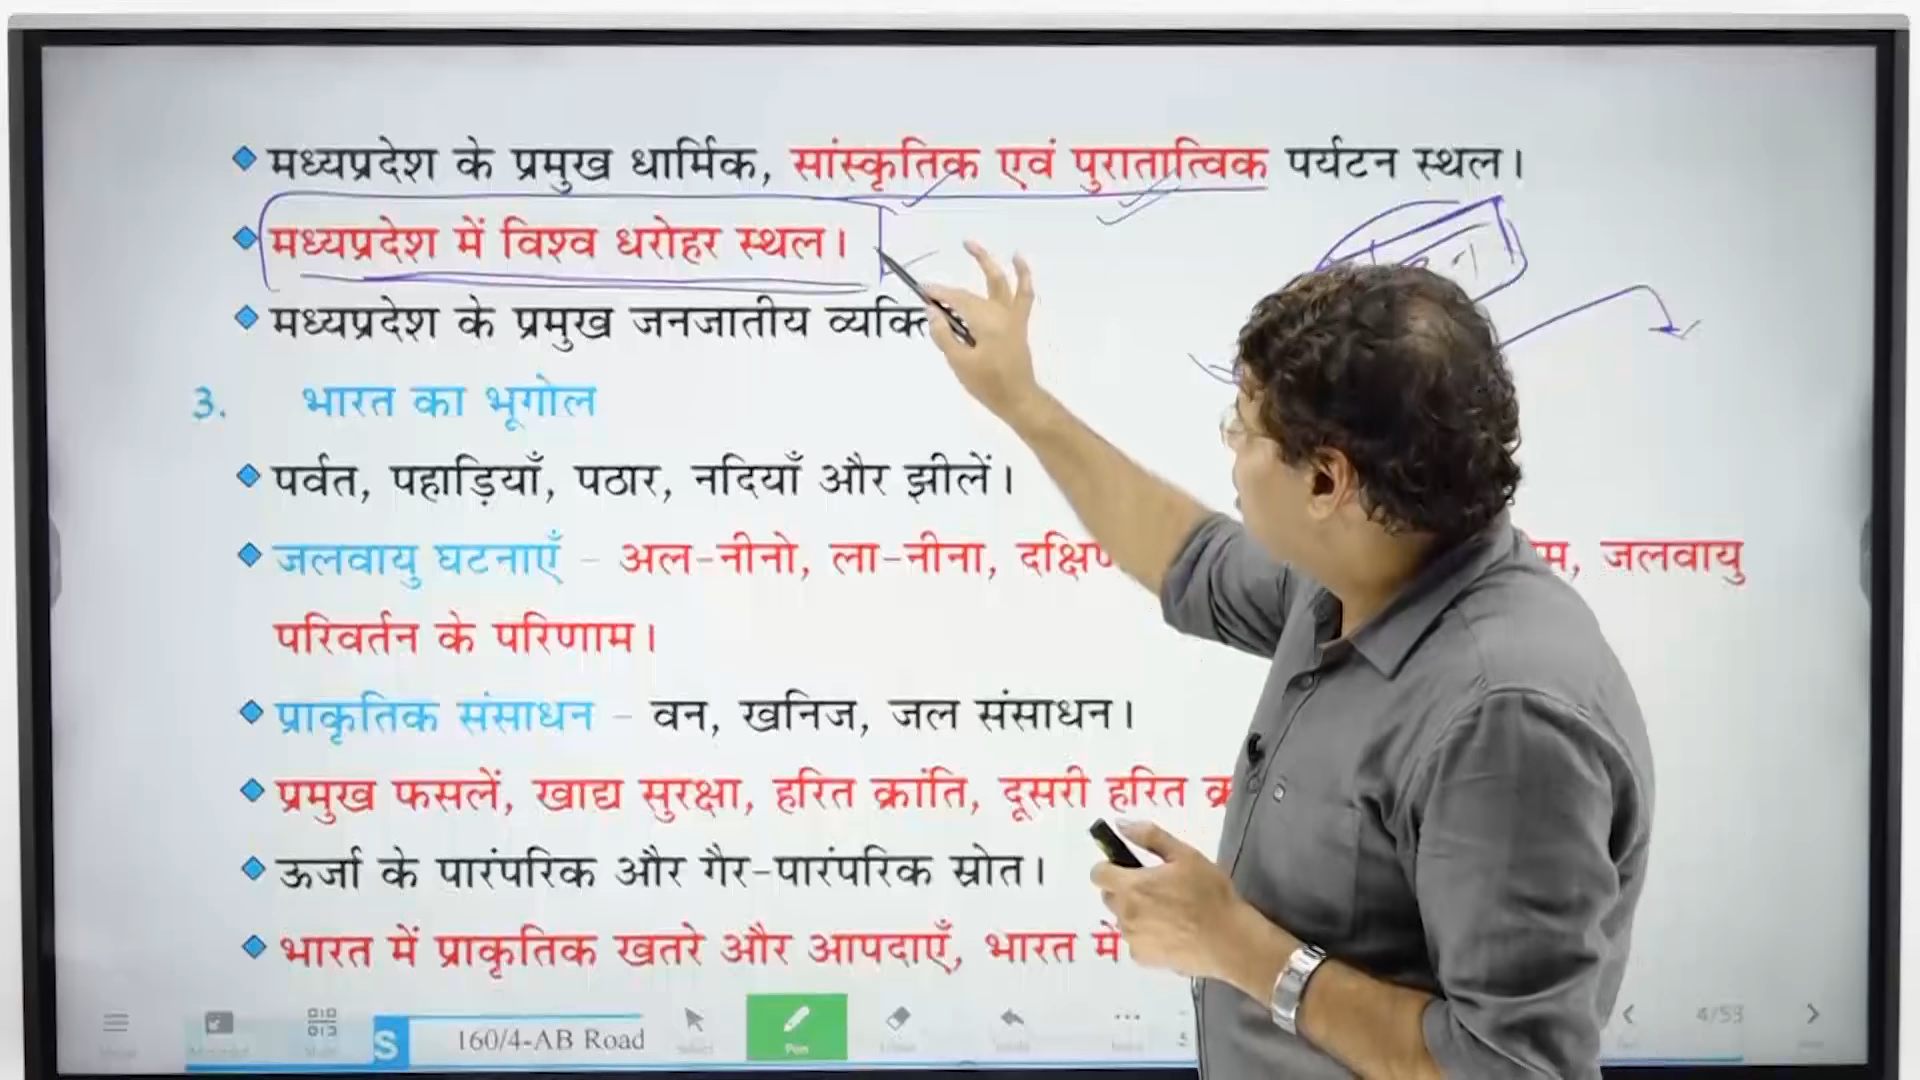 मध्यप्रदेश के प्रमुख धार्मिक, सांस्कृतिक एवं पुरातात्विक पर्यटन स्थल।
मध्यप्रदेश में विश्व धरोहर स्थल।
मध्यप्रदेश के प्रमुख जनजातीय
3. भारत का भूगोल
पर्वत, पहाड़ियाँ, पठार, नदियाँ और झीलें।
जलवायु घटनाएँ - अल-नीनो, ला-नीना, जलवायु
परिवर्तन के परिणाम।
प्राकृतिक संसाधन - वन, खनिज, जल संसाधन।
प्रमुख फसलें, खाद्य सुरक्षा, हरित क्रांति, दूसरी हरित
ऊर्जा के पारंपरिक और गैर-पारंपरिक स्रोत।
भारत में प्राकृतिक खतरे और आपदाएँ, भारत में
S 160/4-AB Road Select Pen 4/53